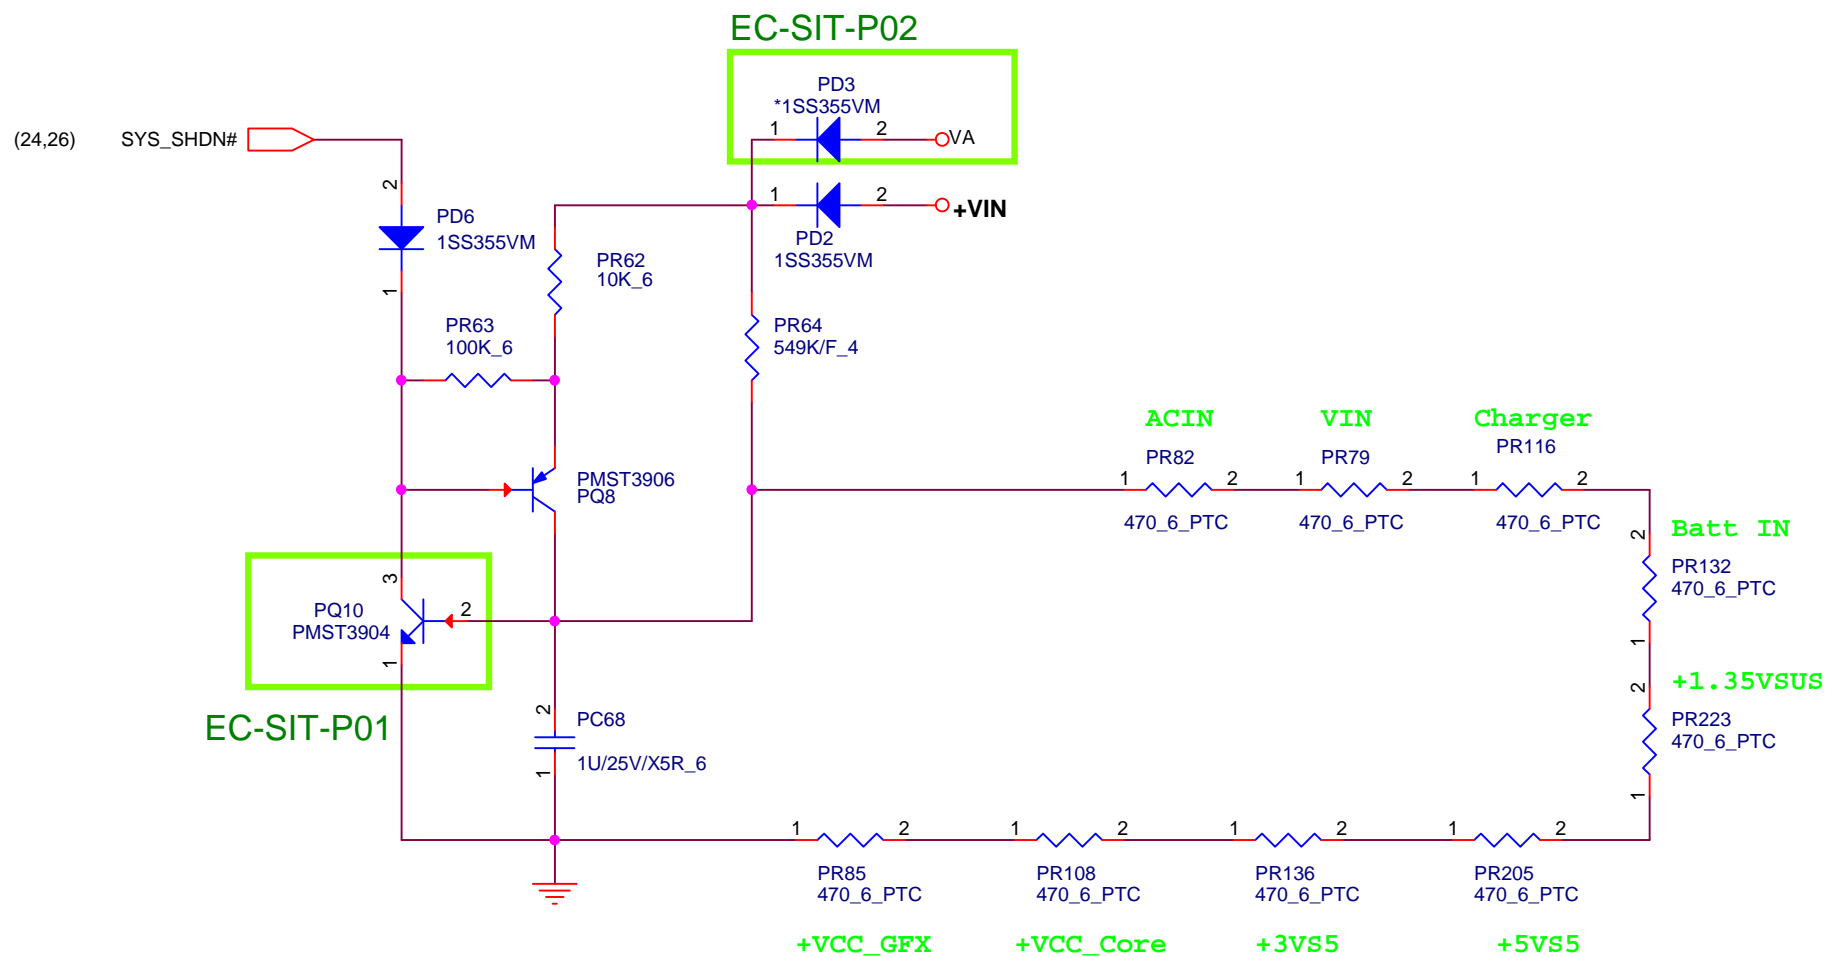 EC-SIT-P02
PD3
*1SS355VM
1
2
VA
(24,26)
SYS_SHDN#
2
PD6
1SS355VM
1
1
2
+VIN
PD2
1SS355VM
PR62
10K_6
PR63
100K_6
PR64
549K/F_4
ACIN
VIN
Charger
PR82
PR79
PR116
1
2
1
2
1
2
470_6_PTC
470_6_PTC
470_6_PTC
PMST3906
PQ8
Batt IN
2
PR132
470_6_PTC
1
3
PQ10
PMST3904
2
1
EC-SIT-P01
+1.35VSUS
2
PR223
470_6_PTC
1
2
PC68
1U/25V/X5R_6
1
1
2
1
2
1
2
1
2
PR85
470_6_PTC
PR108
470_6_PTC
PR136
470_6_PTC
PR205
470_6_PTC
+VCC_GFX
+VCC_Core
+3VS5
+5VS5